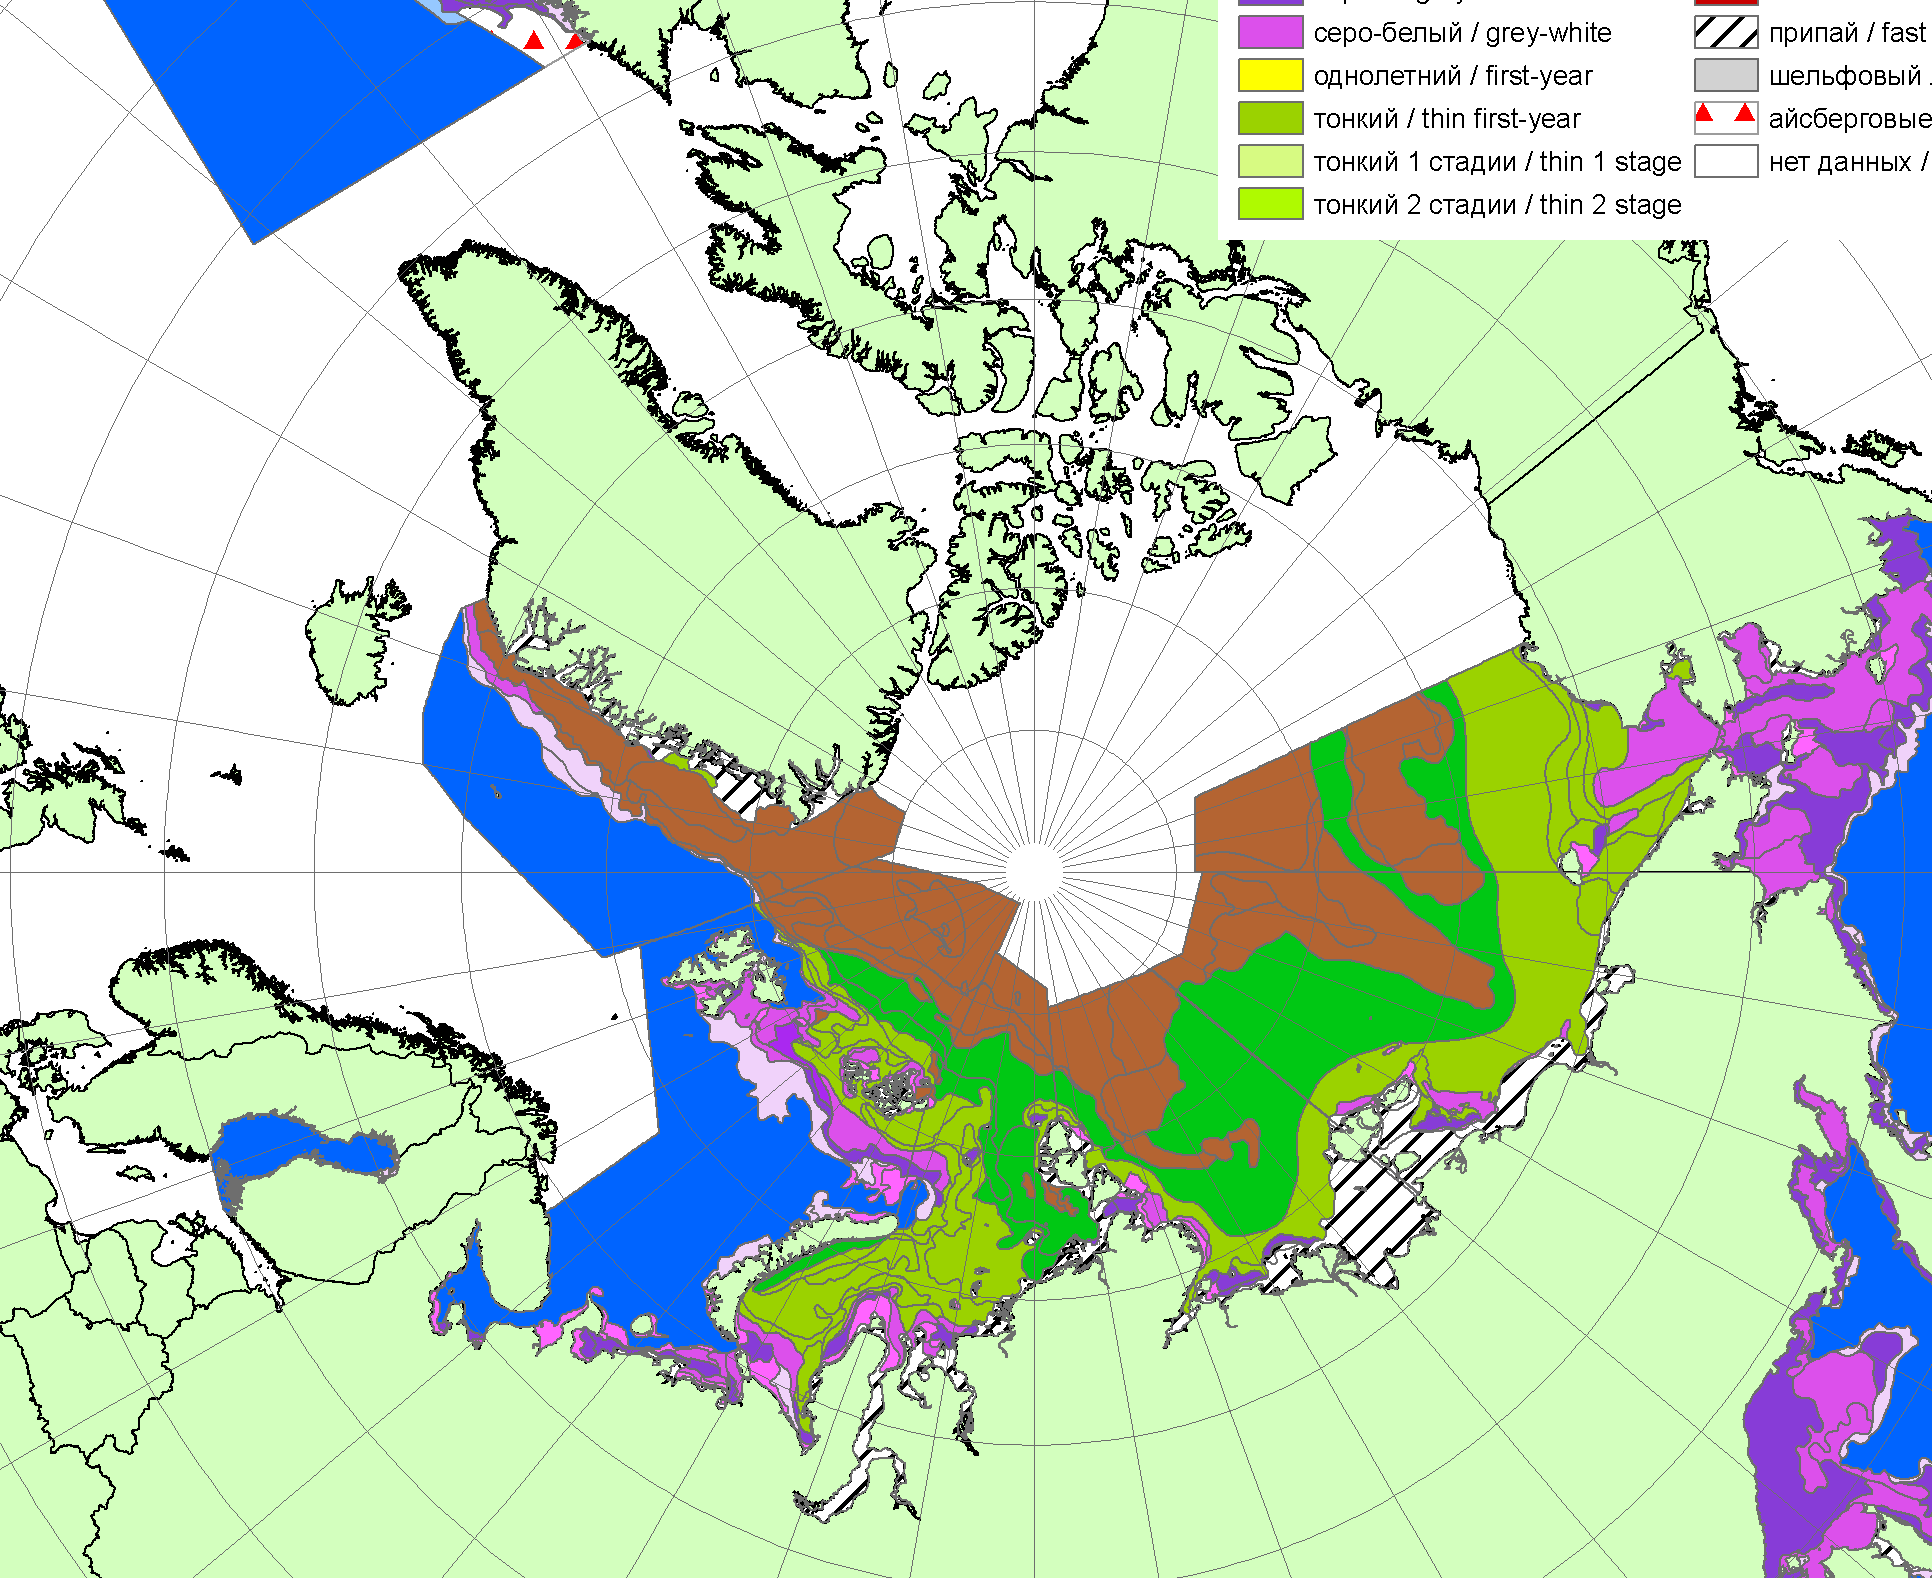 серо-белый / grey-white
однолетний / first-year
тонкий / thin first-year
тонкий 1 стадии / thin 1 stage
тонкий 2 стадии / thin 2 stage
припай / fast
шельфовый
айсберговые
нет данных /